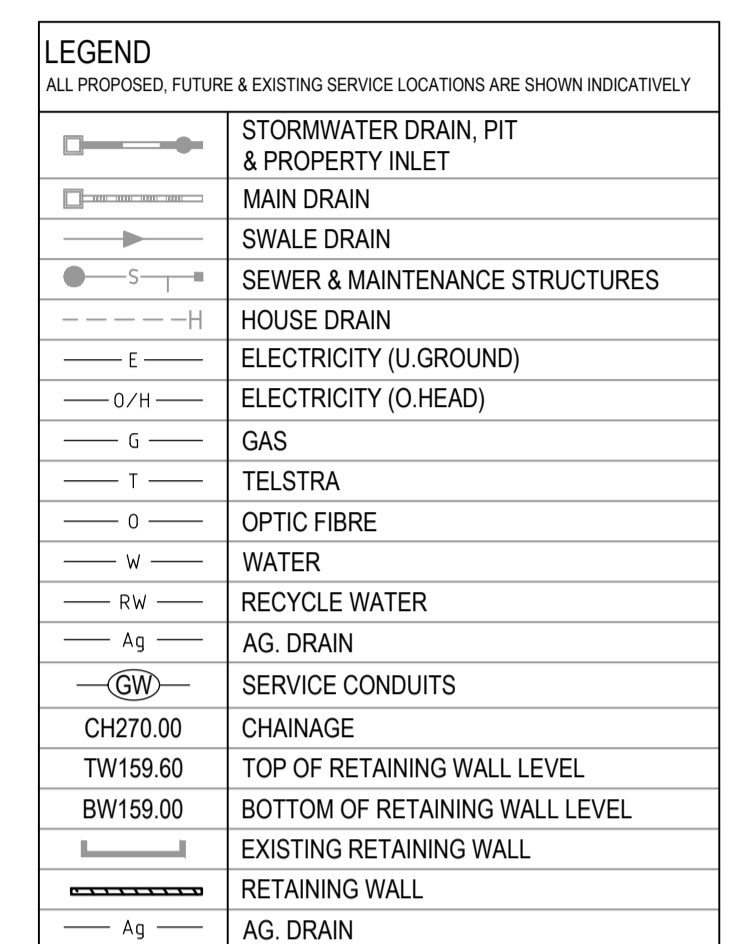 LEGEND
ALL PROPOSED, FUTURE & EXISTING SERVICE LOCATIONS ARE SHOWN INDICATIVELY
STORMWATER DRAIN, PIT
& PROPERTY INLET
MAIN DRAIN
SWALE DRAIN
S SEWER & MAINTENANCE STRUCTURES
H HOUSE DRAIN
E ELECTRICITY (U.GROUND)
O/H ELECTRICITY (O.HEAD)
G GAS
T TELSTRA
O OPTIC FIBRE
W WATER
RW RECYCLE WATER
Ag AG. DRAIN
GW SERVICE CONDUITS
CH270.00 CHAINAGE
TW159.60 TOP OF RETAINING WALL LEVEL
BW159.00 BOTTOM OF RETAINING WALL LEVEL
EXISTING RETAINING WALL
RETAINING WALL
Ag AG. DRAIN